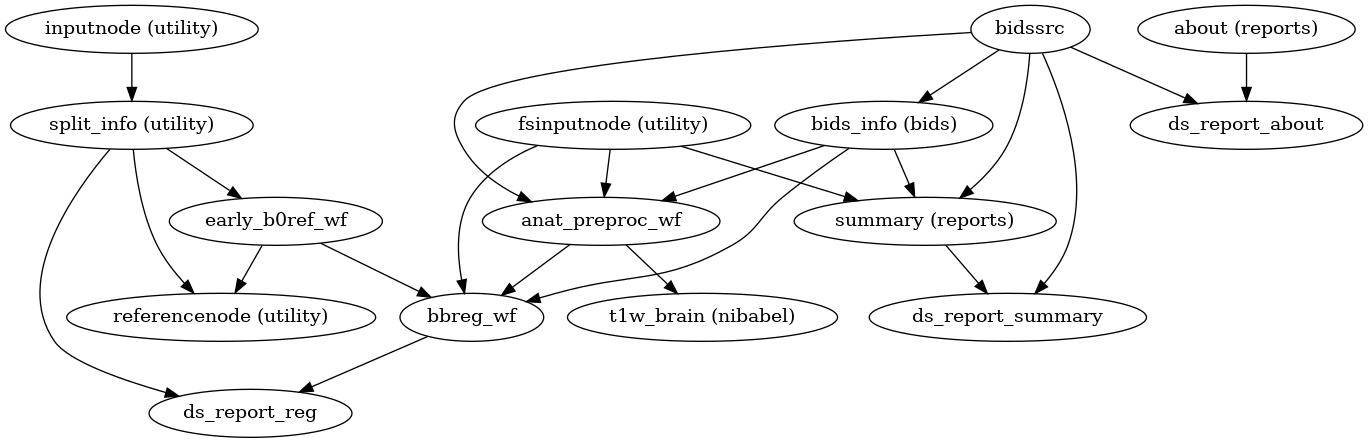 inputnode (utility)
bidssrc
about (reports)
split_info (utility)
fsinputnode (utility)
bids_info (bids)
ds_report_about
early_b0ref_wf
anat_preproc_wf
summary (reports)
referencenode (utility)
bbreg_wf
t1w_brain (nibabel)
ds_report_summary
ds_report_reg